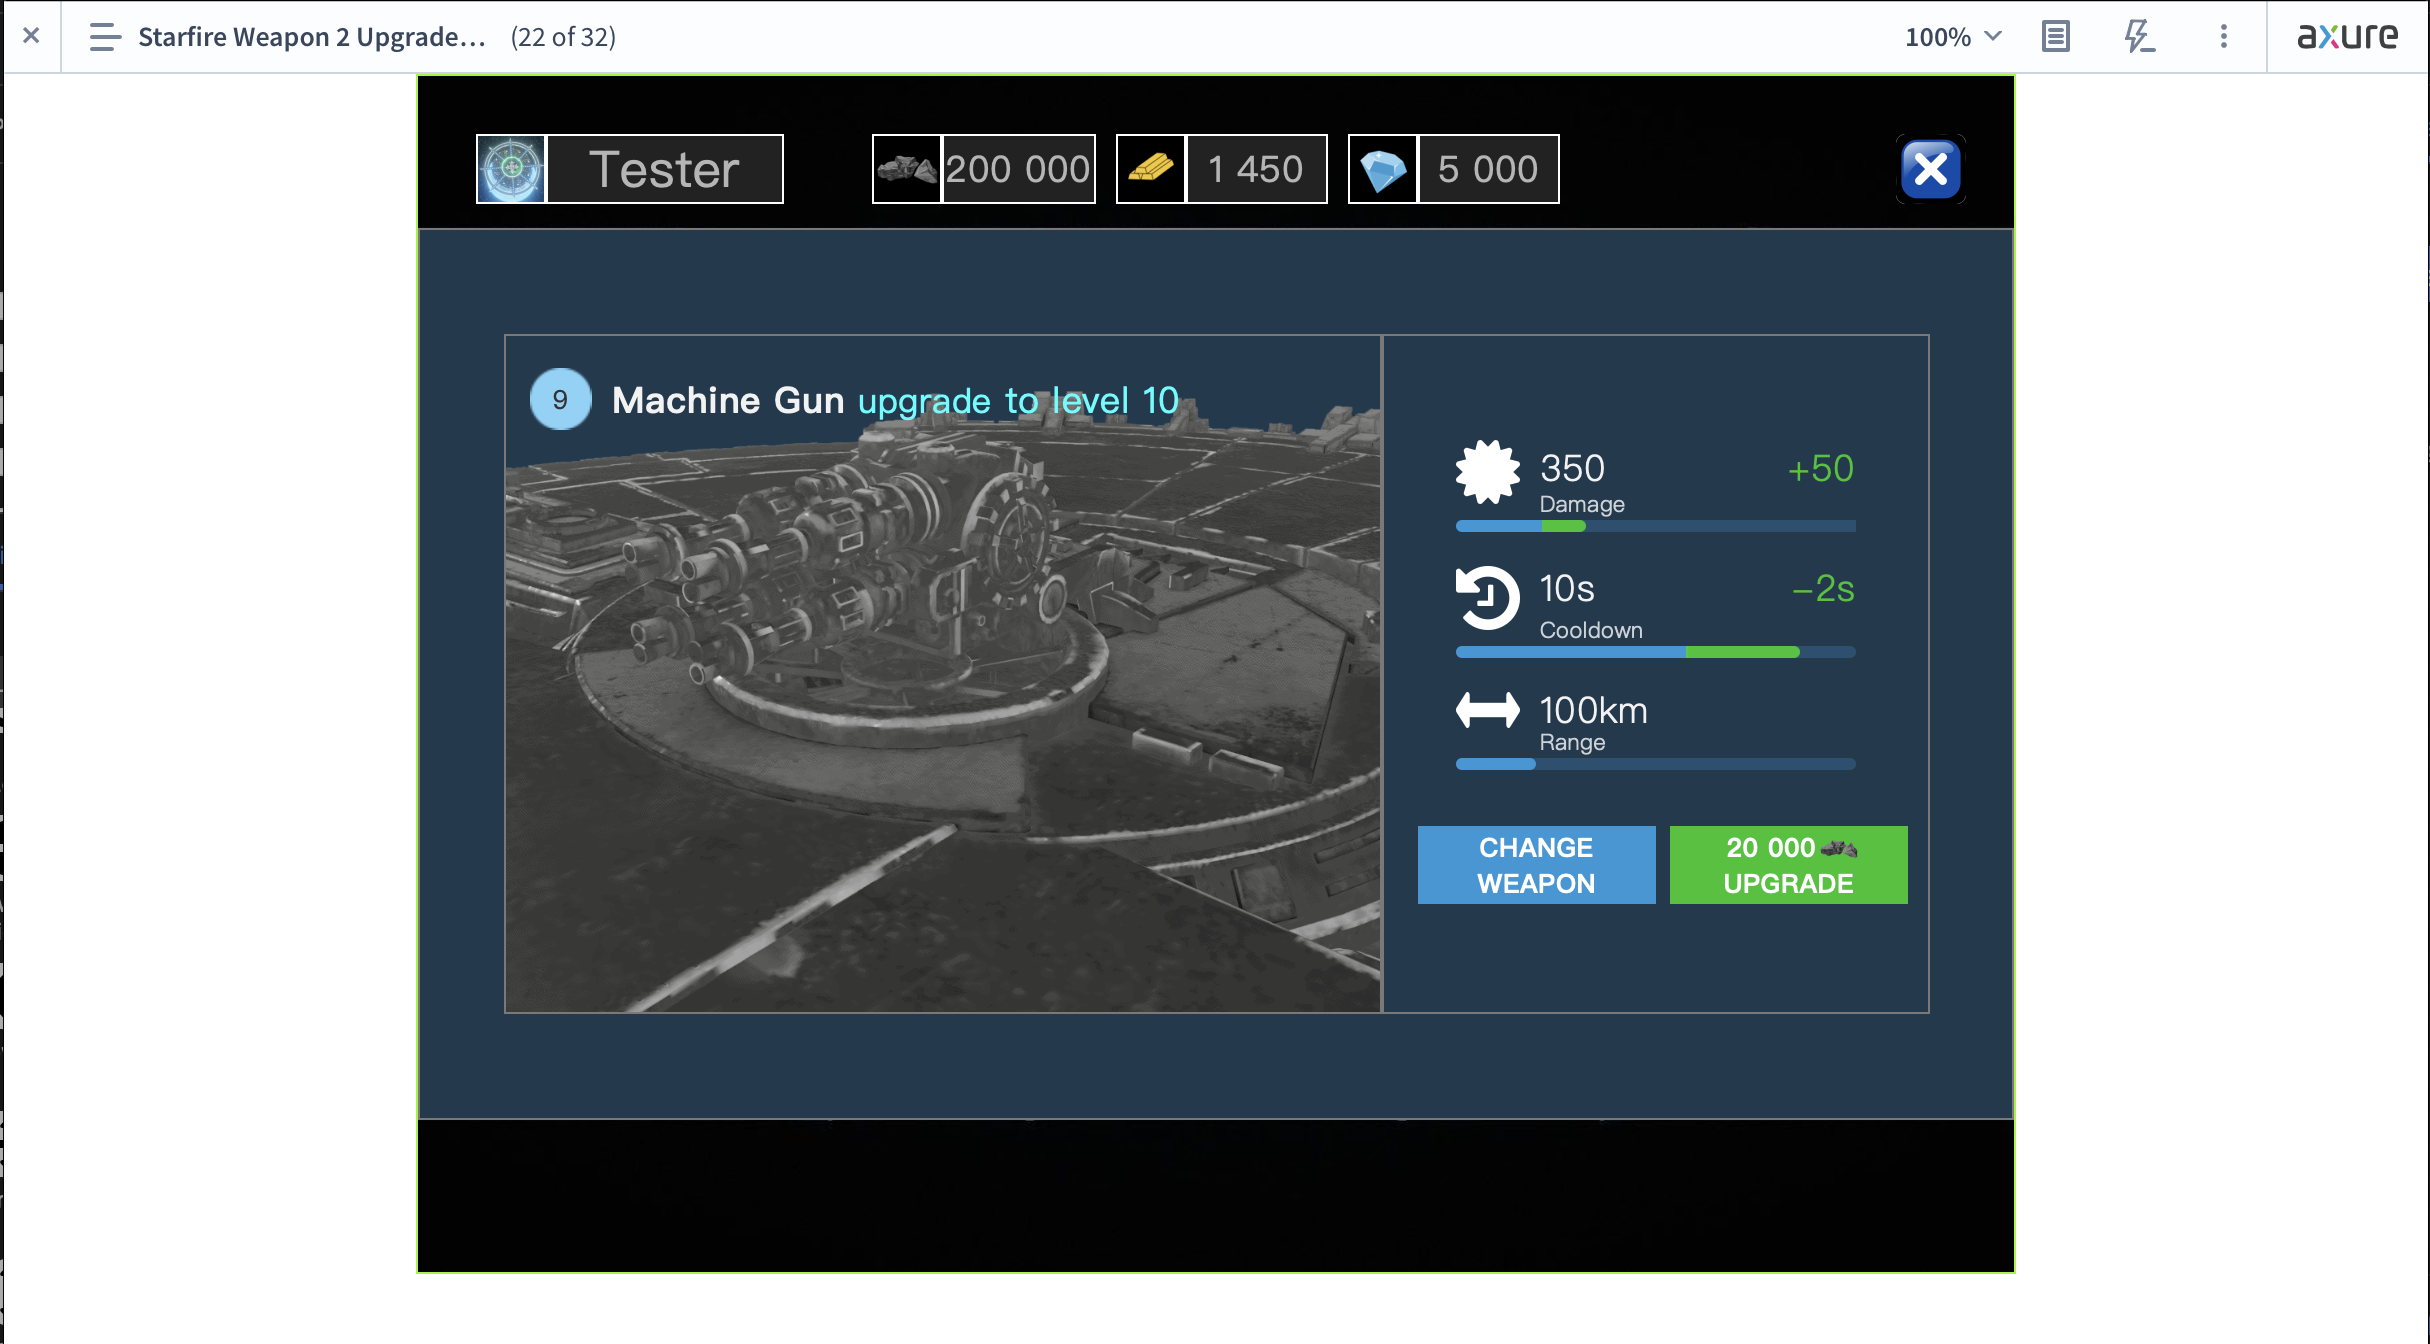 Starfire Weapon 2 Upgrade... (22 of 32)
100%
axure
Tester
200 000
1 450
5 000
9
Machine Gun upgrade to level 10
350
+50
Damage
10s
−2s
Cooldown
100km
Range
CHANGE
WEAPON
20 000
UPGRADE